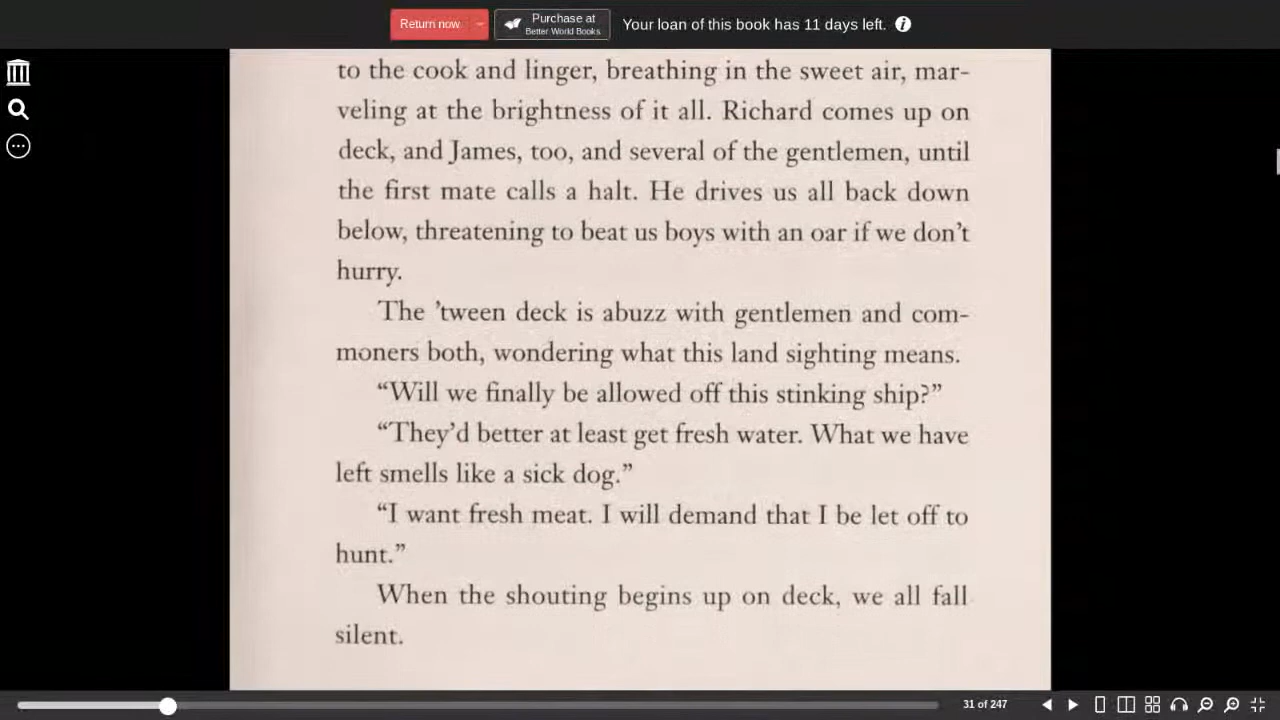 Return now
Purchase at
Better World Books
Your loan of this book has 11 days left.
to the cook and linger, breathing in the sweet air, mar-
veling at the brightness of it all. Richard comes up on
deck, and James, too, and several of the gentlemen, until
the first mate calls a halt. He drives us all back down
below, threatening to beat us boys with an oar if we don’t
hurry.
The ’tween deck is abuzz with gentlemen and com-
moners both, wondering what this land sighting means.
“Will we finally be allowed off this stinking ship?”
“They’d better at least get fresh water. What we have
left smells like a sick dog.”
“I want fresh meat. I will demand that I be let off to
hunt.”
When the shouting begins up on deck, we all fall
silent.
31 of 247